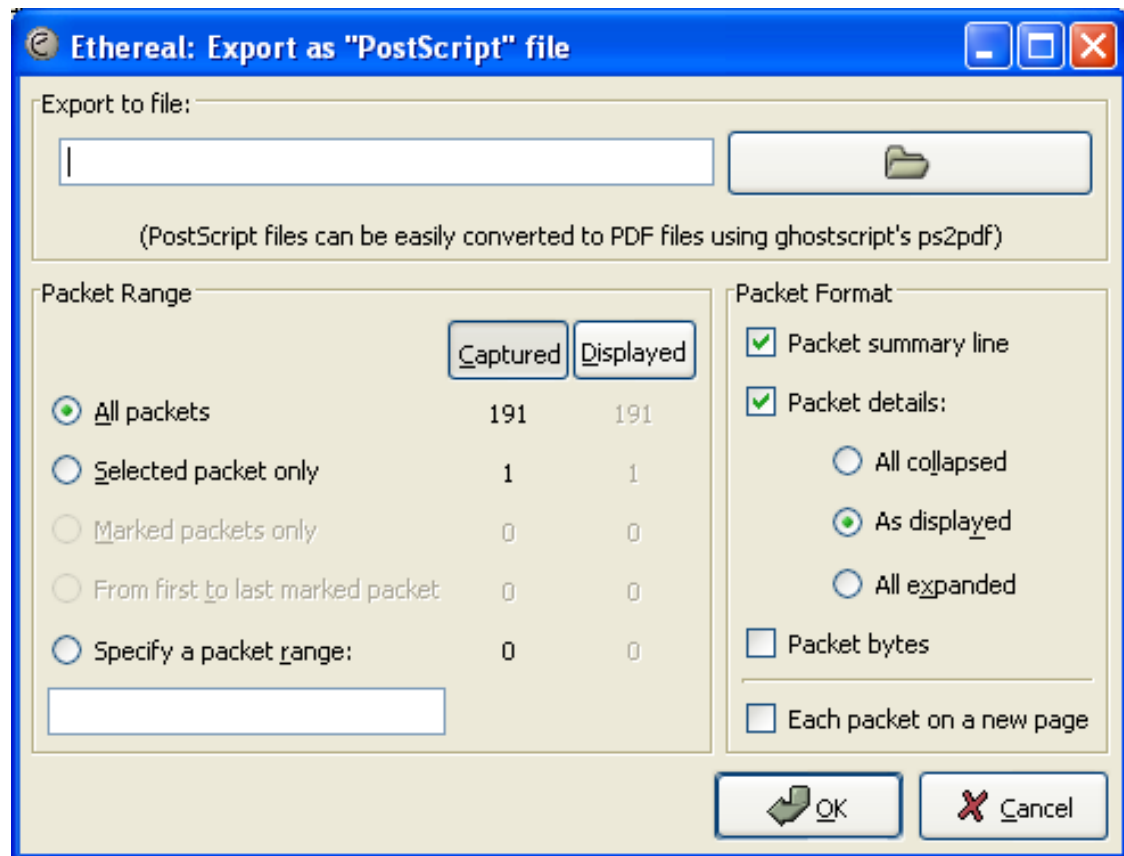 Ethereal: Export as "PostScript" file
Export to file:
(PostScript files can be easily converted to PDF files using ghostscript's ps2pdf)
Packet Range
Captured Displayed
All packets 191 191
Selected packet only 1 1
Marked packets only 0 0
From first to last marked packet 0 0
Specify a packet range: 0 0
Packet Format
Packet summary line
Packet details:
All collapsed
As displayed
All expanded
Packet bytes
Each packet on a new page
OK Cancel